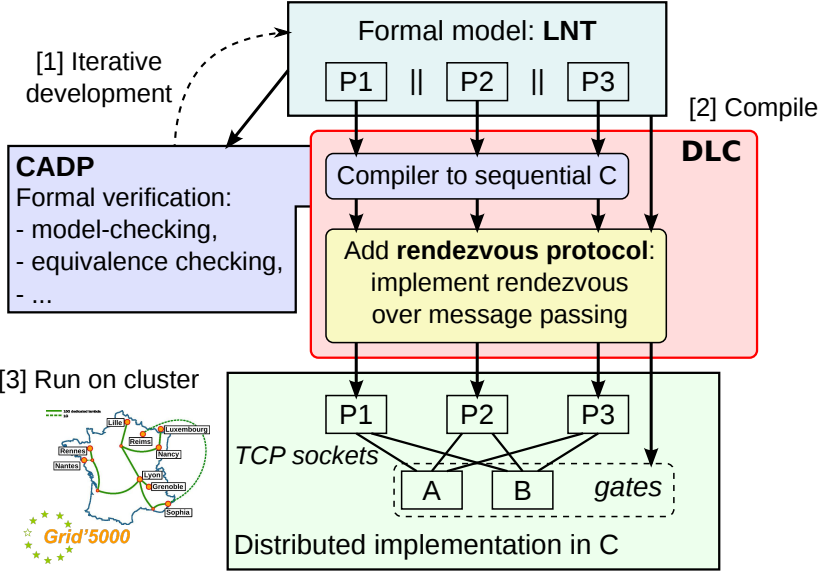 Formal model: LNT
[1] Iterative
development
P1 || P2 || P3
[2] Compile
DLC
CADP
Formal verification:
- model-checking,
- equivalence checking,
- ...
Compiler to sequential C
Add rendezvous protocol:
implement rendezvous
over message passing
[3] Run on cluster
P1 P2 P3
TCP sockets
A B gates
Distributed implementation in C
Lille
Luxembourg
Reims
Rennes
Nancy
Nantes
Lyon
Grenoble
Sophia
Grid'5000